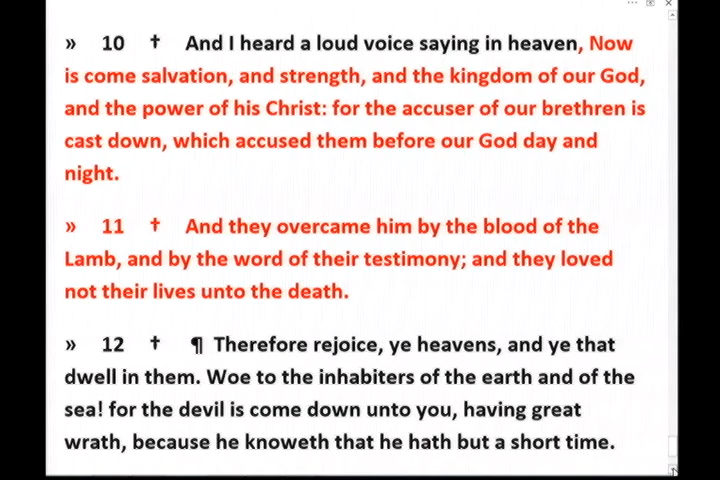 » 10 ✝ And I heard a loud voice saying in heaven, Now
is come salvation, and strength, and the kingdom of our God,
and the power of his Christ: for the accuser of our brethren is
cast down, which accused them before our God day and
night.
» 11 ✝ And they overcame him by the blood of the
Lamb, and by the word of their testimony; and they loved
not their lives unto the death.
» 12 ✝ ¶ Therefore rejoice, ye heavens, and ye that
dwell in them. Woe to the inhabiters of the earth and of the
sea! for the devil is come down unto you, having great
wrath, because he knoweth that he hath but a short time.